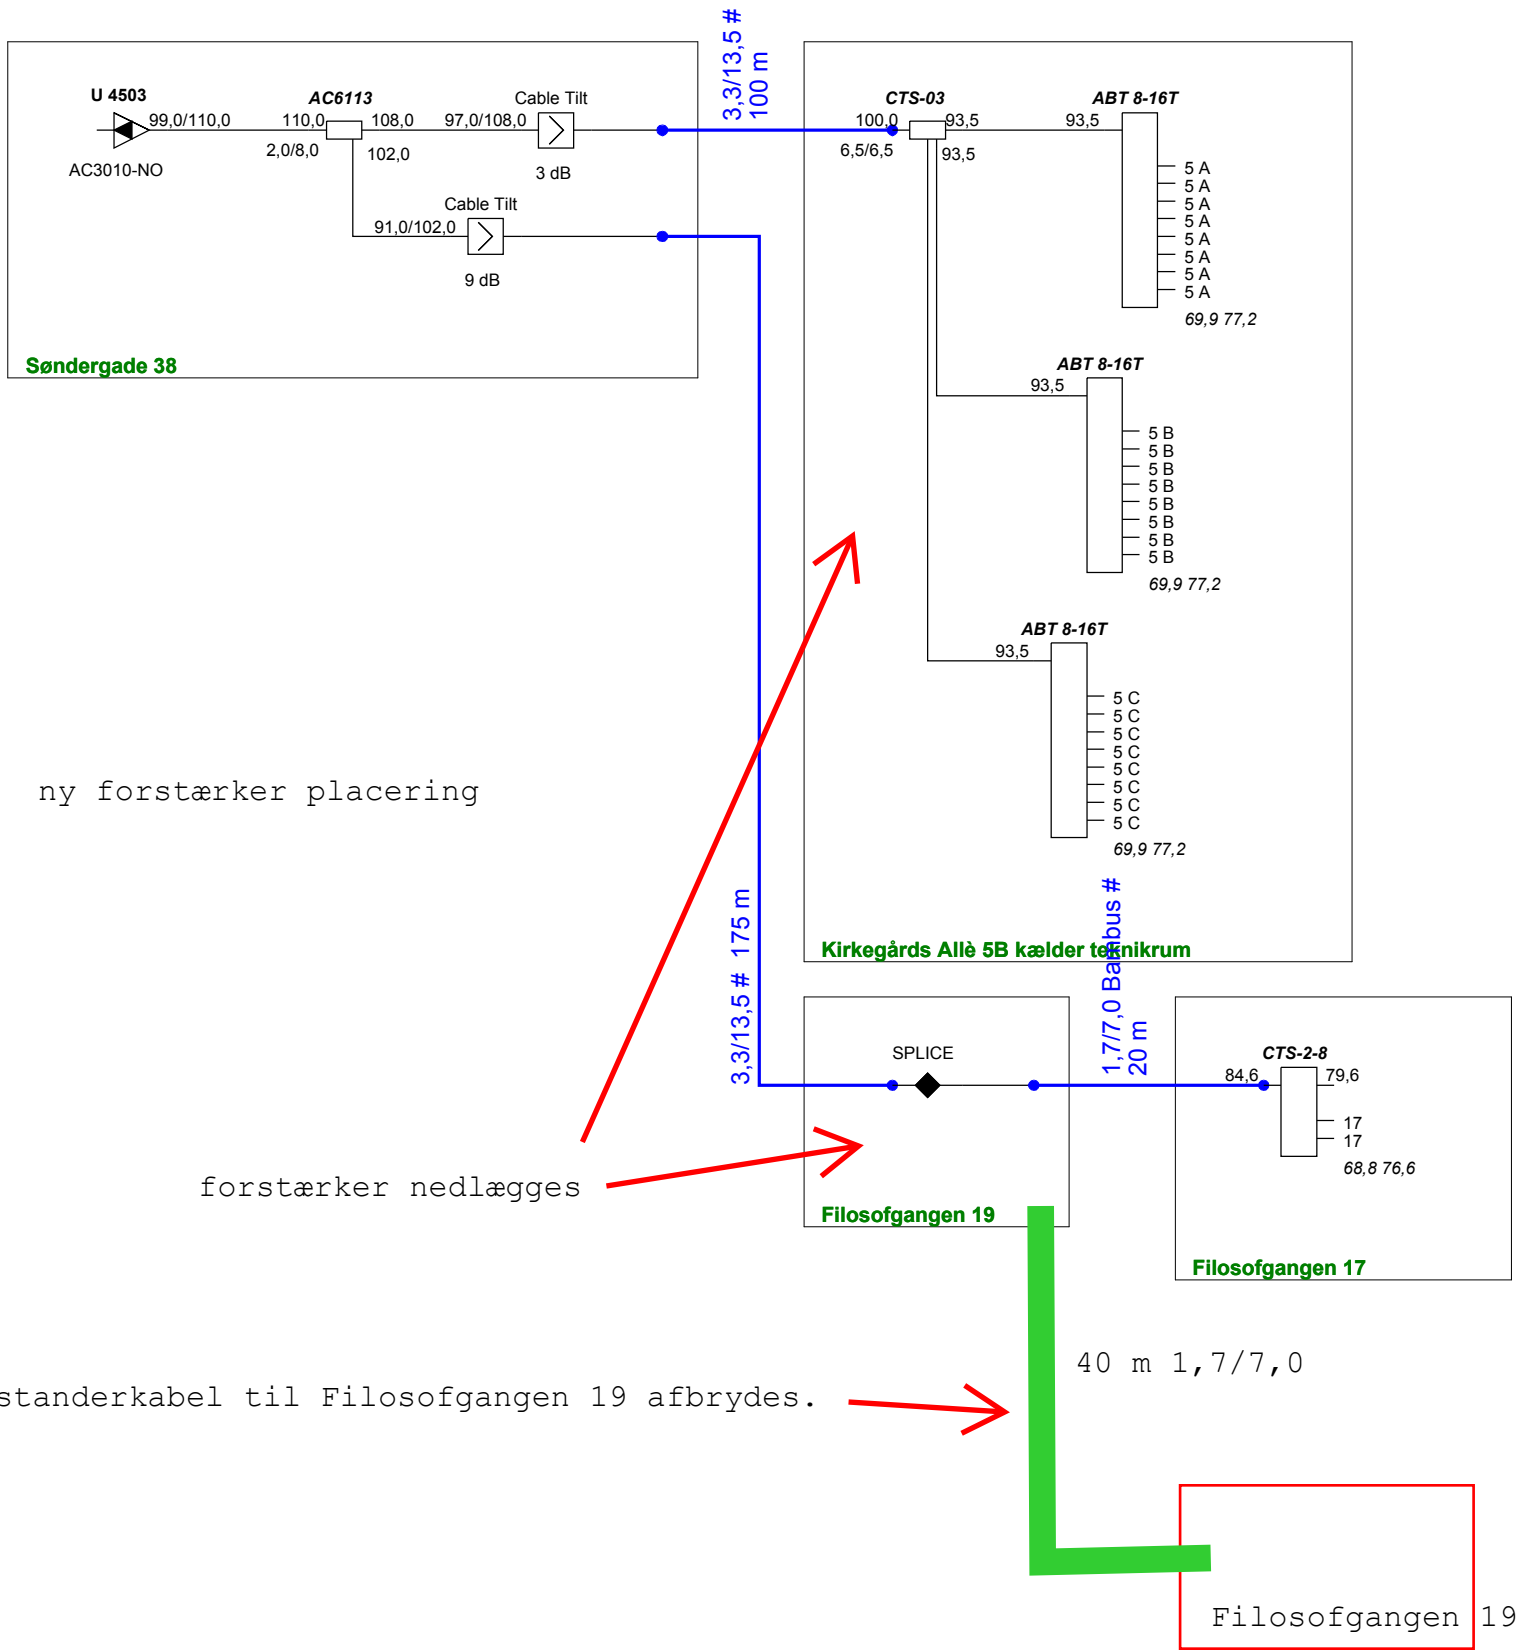 3,3/13,5 #
100 m
U 4503
99,0/110,0
AC3010-NO
AC6113
110,0
108,0
2,0/8,0
102,0
97,0/108,0
Cable Tilt
3 dB
Cable Tilt
91,0/102,0
9 dB
Søndergade 38
CTS-03
100,0
93,5
6,5/6,5
93,5
ABT 8-16T
93,5
5 A
5 A
5 A
5 A
5 A
5 A
5 A
5 A
69,9 77,2
ABT 8-16T
93,5
5 B
5 B
5 B
5 B
5 B
5 B
5 B
5 B
69,9 77,2
ABT 8-16T
93,5
5 C
5 C
5 C
5 C
5 C
5 C
5 C
5 C
69,9 77,2
Kirkegårds Allè 5B kælder teknikrum
ny forstærker placering
3,3/13,5 # 175 m
1,7/7,0 Bambus #
20 m
SPLICE
Filosofgangen 19
CTS-2-8
84,6
79,6
17
17
68,8 76,6
Filosofgangen 17
forstærker nedlægges
40 m 1,7/7,0
standerkabel til Filosofgangen 19 afbrydes.
Filosofgangen 19